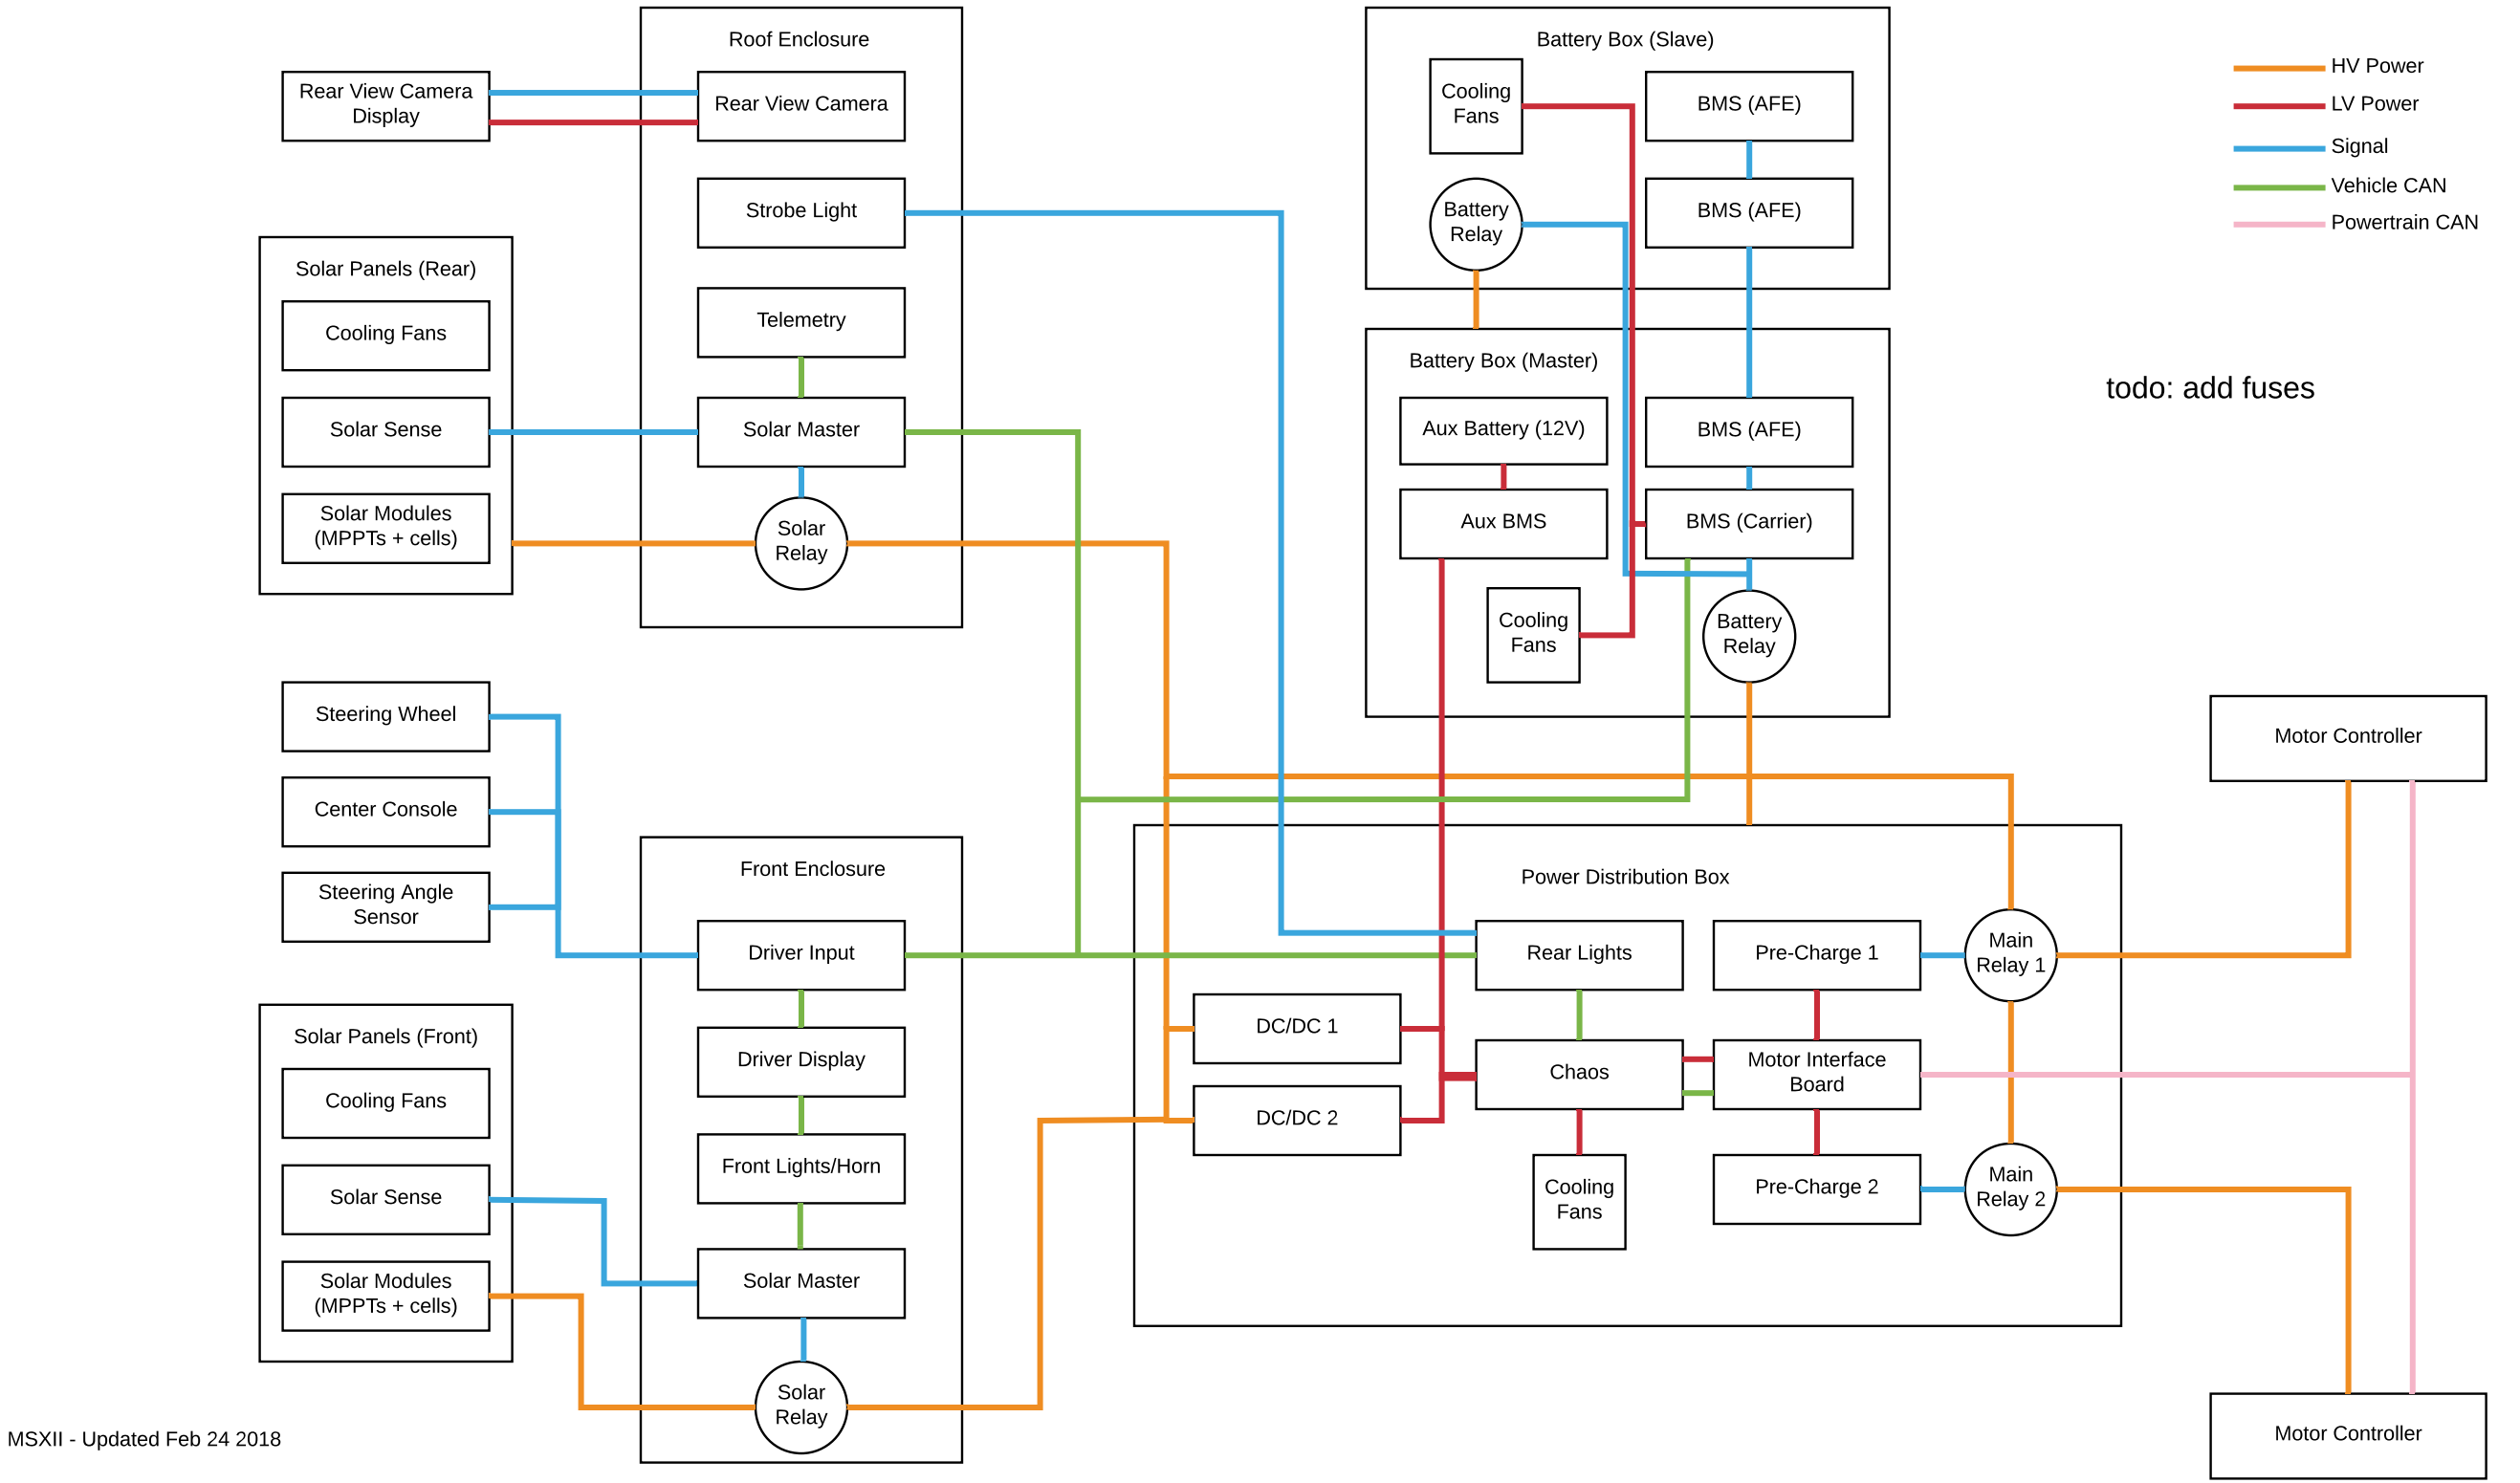 Roof Enclosure
Rear View Camera
Display
Rear View Camera
Strobe Light
Solar Panels (Rear)
Cooling Fans
Telemetry
Solar Sense
Solar Master
Solar Modules
(MPPTs + cells)
Solar
Relay
Battery Box (Slave)
Cooling
Fans
BMS (AFE)
Battery
Relay
BMS (AFE)
Battery Box (Master)
Aux Battery (12V)
BMS (AFE)
Aux BMS
BMS (Carrier)
Cooling
Fans
Battery
Relay
HV Power
LV Power
Signal
Vehicle CAN
Powertrain CAN
todo: add fuses
Steering Wheel
Center Console
Steering Angle
Sensor
Front Enclosure
Driver Input
Solar Panels (Front)
Driver Display
Cooling Fans
Front Lights/Horn
Solar Sense
Solar Master
Solar Modules
(MPPTs + cells)
Solar
Relay
Power Distribution Box
Rear Lights
Pre-Charge 1
Main
Relay 1
DC/DC 1
Chaos
Motor Interface
Board
DC/DC 2
Cooling
Fans
Pre-Charge 2
Main
Relay 2
Motor Controller
Motor Controller
MSXII - Updated Feb 24 2018